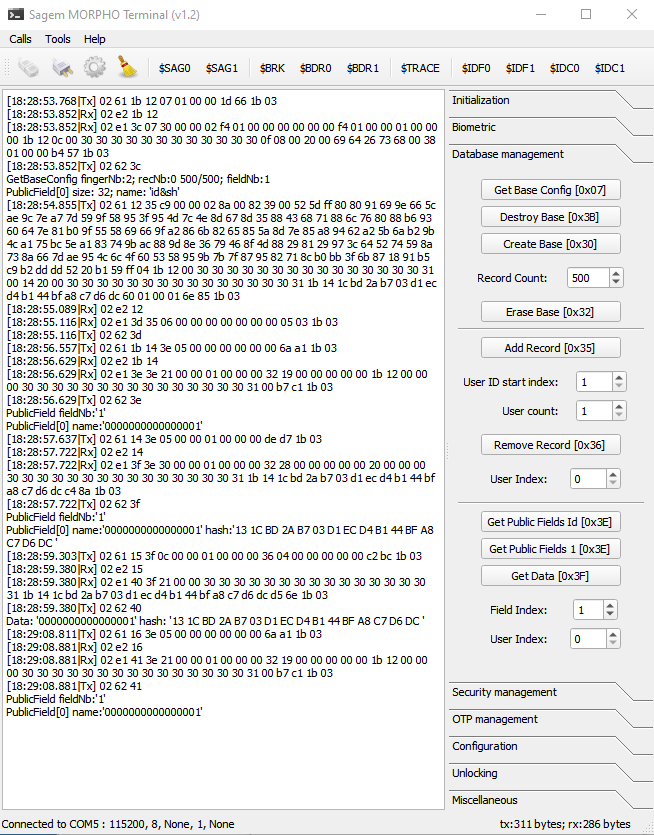 Sagem MORPHO Terminal (v1.2)
Calls Tools Help
$SAG0 $SAG1 $BRK $BDR0 $BDR1 $TRACE $IDF0 $IDF1 $IDC0 $IDC1
[18:28:53.768|Tx] 02 61 1b 12 07 01 00 00 1d 66 1b 03
[18:28:53.852|Rx] 02 e2 1b 12
[18:28:53.852|Rx] 02 e1 3c 07 30 00 00 02 f4 01 00 00 00 00 00 00 f4 01 00 00 01 00 00
00 1b 12 0c 00 30 30 30 30 30 30 30 30 30 30 30 30 0f 08 00 20 00 69 64 26 73 68 00 38
01 00 00 b4 57 1b 03
[18:28:53.852|Tx] 02 62 3c
GetBaseConfig fingerNb:2; recNb:0 500/500; fieldNb:1
PublicField[0] size: 32; name: 'id&sh'
[18:28:54.855|Tx] 02 61 12 35 c9 00 00 02 8a 00 82 39 00 52 5d ff 80 80 91 69 9e 66 5c
ae 9c 7e a7 7d 59 9f 58 95 3f 95 4d 7c 4e 8d 67 8d 35 88 43 68 71 88 6c 76 80 88 b6 93
60 64 7e 81 b0 9f 55 58 69 66 9f a2 86 6b 82 65 85 5a 8d 7e 85 a8 94 62 a2 5b 6a b2 9b
4c a1 75 bc 5e a1 83 74 9b ac 88 9d 8e 36 79 46 8f 4d 88 29 81 29 97 3c 64 52 74 59 8a
73 8a 66 7d ae 95 4c 6c 4f 60 53 58 95 9b 7b 7f 87 95 82 71 8c b0 bb 3f 6b 87 18 91 b5
c9 b2 dd dd 52 20 b1 59 ff 04 1b 12 00 30 30 30 30 30 30 30 30 30 30 30 30 30 30 30 31
00 14 20 00 30 30 30 30 30 30 30 30 30 30 30 30 30 30 30 31 1b 14 1c bd 2a b7 03 d1 ec
d4 b1 44 bf a8 c7 d6 dc 60 01 00 01 6e 85 1b 03
[18:28:55.089|Rx] 02 e2 12
[18:28:55.116|Rx] 02 e1 3d 35 06 00 00 00 00 00 00 00 05 03 1b 03
[18:28:55.116|Tx] 02 62 3d
[18:28:56.557|Tx] 02 61 1b 14 3e 05 00 00 00 00 00 00 6a a1 1b 03
[18:28:56.629|Rx] 02 e2 1b 14
[18:28:56.629|Rx] 02 e1 3e 3e 21 00 00 01 00 00 00 32 19 00 00 00 00 00 1b 12 00 00
00 30 30 30 30 30 30 30 30 30 30 30 30 30 30 30 31 00 b7 c1 1b 03
[18:28:56.629|Tx] 02 62 3e
PublicField fieldNb:'1'
PublicField[0] name:'0000000000000001'
[18:28:57.637|Tx] 02 61 14 3e 05 00 00 01 00 00 00 de d7 1b 03
[18:28:57.722|Rx] 02 e2 14
[18:28:57.722|Rx] 02 e1 3f 3e 30 00 00 01 00 00 00 32 28 00 00 00 00 00 20 00 00 00
30 30 30 30 30 30 30 30 30 30 30 30 30 30 30 31 1b 14 1c bd 2a b7 03 d1 ec d4 b1 44 bf
a8 c7 d6 dc c4 8a 1b 03
[18:28:57.722|Tx] 02 62 3f
PublicField fieldNb:'1'
PublicField[0] name:'0000000000000001' hash:'13 1C BD 2A B7 03 D1 EC D4 B1 44 BF A8
C7 D6 DC '
[18:28:59.303|Tx] 02 61 15 3f 0c 00 00 01 00 00 00 36 04 00 00 00 00 00 c2 bc 1b 03
[18:28:59.380|Rx] 02 e2 15
[18:28:59.380|Rx] 02 e1 40 3f 21 00 00 30 30 30 30 30 30 30 30 30 30 30 30 30 30 30
31 1b 14 1c bd 2a b7 03 d1 ec d4 b1 44 bf a8 c7 d6 dc d5 6e 1b 03
[18:28:59.380|Tx] 02 62 40
Data: '0000000000000001' hash: '13 1C BD 2A B7 03 D1 EC D4 B1 44 BF A8 C7 D6 DC '
[18:29:08.811|Tx] 02 61 16 3e 05 00 00 00 00 00 00 6a a1 1b 03
[18:29:08.881|Rx] 02 e2 16
[18:29:08.881|Rx] 02 e1 41 3e 21 00 00 01 00 00 00 32 19 00 00 00 00 00 1b 12 00 00
00 30 30 30 30 30 30 30 30 30 30 30 30 30 30 30 31 00 b7 c1 1b 03
[18:29:08.881|Tx] 02 62 41
PublicField fieldNb:'1'
PublicField[0] name:'0000000000000001'
Initialization
Biometric
Database management
Get Base Config [0x07]
Destroy Base [0x3B]
Create Base [0x30]
Record Count: 500
Erase Base [0x32]
Add Record [0x35]
User ID start index: 1
User count: 1
Remove Record [0x36]
User Index: 0
Get Public Fields Id [0x3E]
Get Public Fields 1 [0x3E]
Get Data [0x3F]
Field Index: 1
User Index: 0
Security management
OTP management
Configuration
Unlocking
Miscellaneous
Connected to COM5 : 115200, 8, None, 1, None
tx:311 bytes; rx:286 bytes